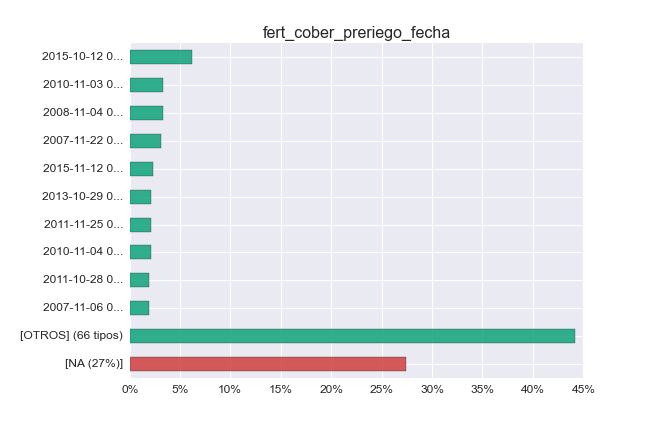 fert_cober_preriego_fecha
2015-10-12 0...
2010-11-03 0...
2008-11-04 0...
2007-11-22 0...
2015-11-12 0...
2013-10-29 0...
2011-11-25 0...
2010-11-04 0...
2011-10-28 0...
2007-11-06 0...
[OTROS] (66 tipos)
[NA (27%)]
0% 5% 10% 15% 20% 25% 30% 35% 40% 45%